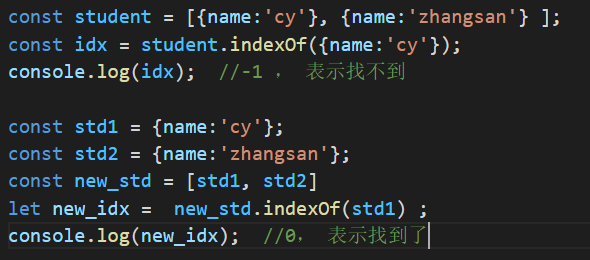 const student = [{name:'cy'}, {name:'zhangsan'} ];
const idx = student.indexOf({name:'cy'});
console.log(idx);  //-1 ， 表示找不到
const std1 = {name:'cy'};
const std2 = {name:'zhangsan'};
const new_std = [std1, std2]
let new_idx =  new_std.indexOf(std1) ;
console.log(new_idx);  //0， 表示找到了